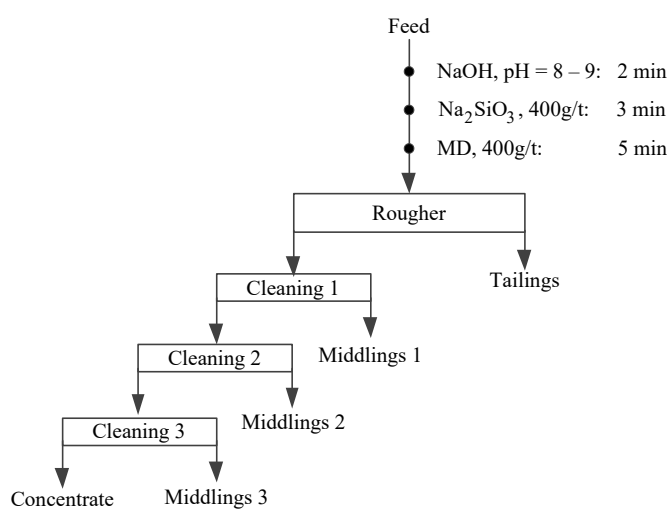 Feed
NaOH, pH = 8 – 9: 2 min
Na₂SiO₃, 400g/t: 3 min
MD, 400g/t: 5 min
Rougher
Tailings
Cleaning 1
Middlings 1
Cleaning 2
Middlings 2
Cleaning 3
Concentrate
Middlings 3